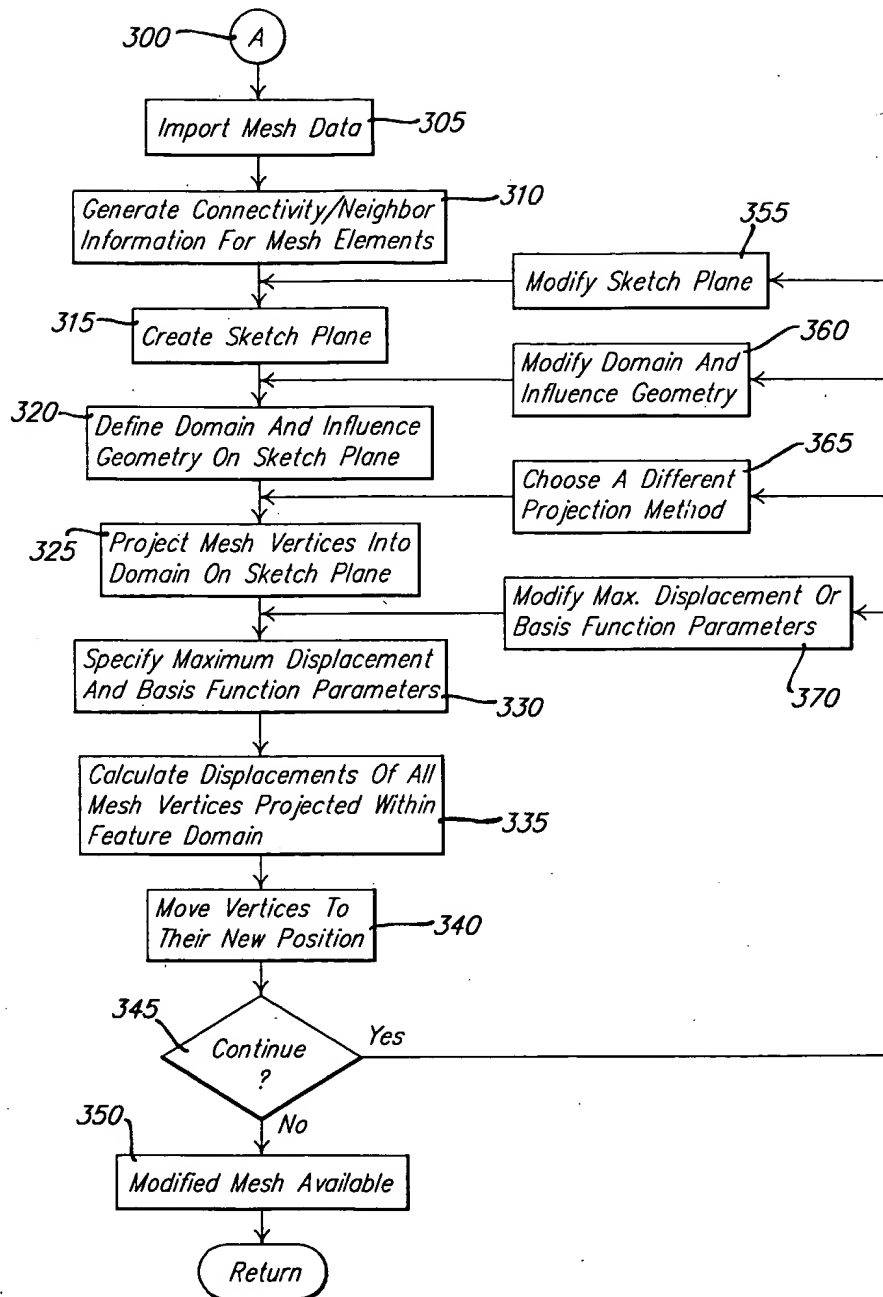 300
A
Import Mesh Data
305
Generate Connectivity/Neighbor
Information For Mesh Elements
310
355
Modify Sketch Plane
315
Create Sketch Plane
360
Modify Domain And
Influence Geometry
320
Define Domain And Influence
Geometry On Sketch Plane
365
Choose A Different
Projection Method
325
Project Mesh Vertices Into
Domain On Sketch Plane
Modify Max. Displacement Or
Basis Function Parameters
370
Specify Maximum Displacement
And Basis Function Parameters
330
Calculate Displacements Of All
Mesh Vertices Projected Within
Feature Domain
335
Move Vertices To
Their New Position
340
345
Continue
?
Yes
No
350
Modified Mesh Available
Return